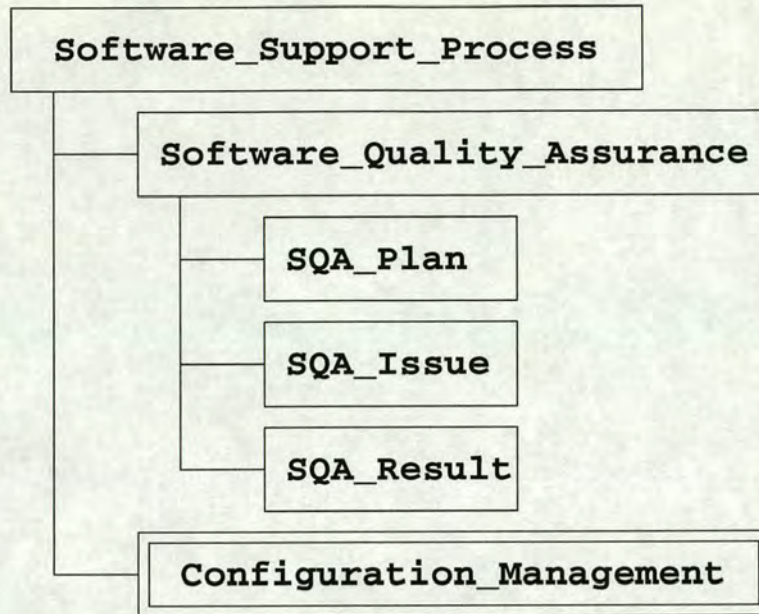 Software_Support_Process
Software_Quality_Assurance
SQA_Plan
SQA_Issue
SQA_Result
Configuration_Management